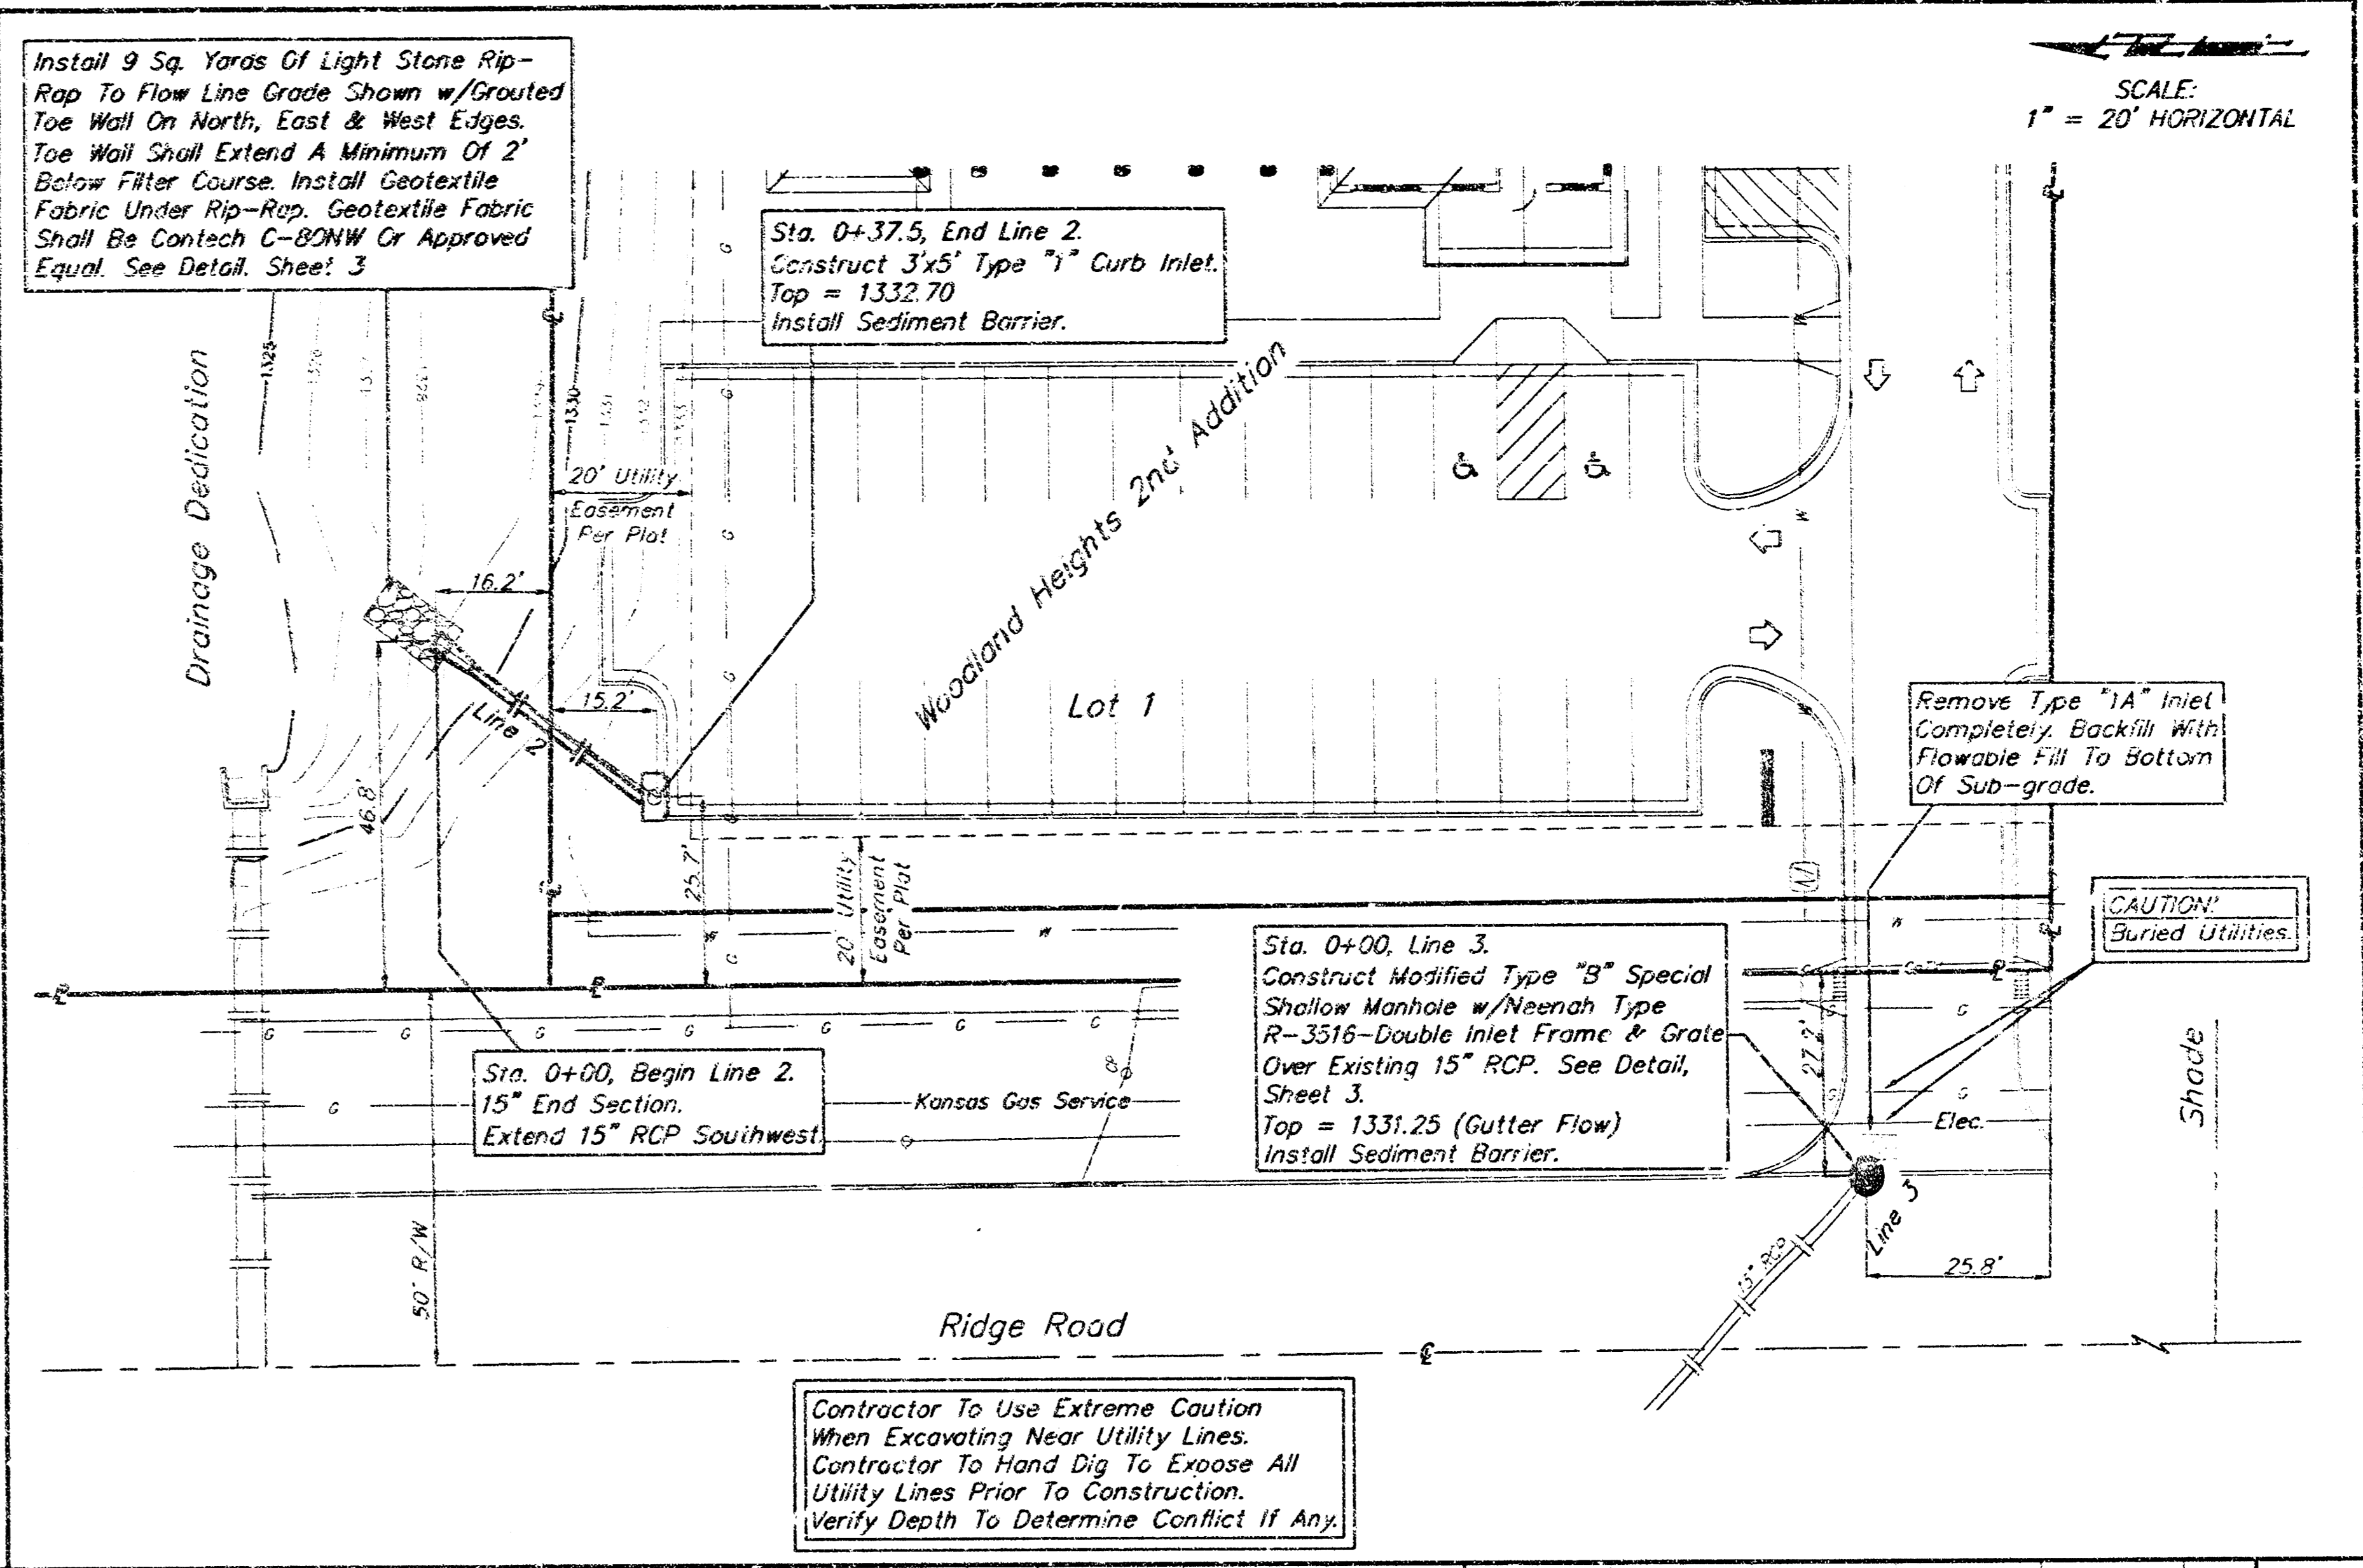 Install 9 Sq. Yards Of Light Stone Rip-
Rap To Flow Line Grade Shown w/Grouted
Toe Wall On North, East & West Edges.
Toe Wall Shall Extend A Minimum Of 2'
Below Filter Course. Install Geotextile
Fabric Under Rip-Rap. Geotextile Fabric
Shall Be Contech C-80NW Or Approved
Equal. See Detail. Sheet 3
SCALE:
1" = 20' HORIZONTAL
Sta. 0+37.5, End Line 2.
Construct 3'x5' Type "1" Curb Inlet.
Top = 1332.70
Install Sediment Barrier.
Drainage Dedication
1325
1330
1331
1332
1333
20' Utility
Easement
Per Plat
16.2'
15.2'
Line 2
46.8'
25.7'
Woodland Heights 2nd Addition
Lot 1
Remove Type "1A" Inlet
Completely. Backfill With
Flowable Fill To Bottom
Of Sub-grade.
20' Utility
Easement
Per Plat
CAUTION!
Buried Utilities.
Sta. 0+00, Line 3.
Construct Modified Type "B" Special
Shallow Manhole w/Neenah Type
R-3516-Double Inlet Frame & Grate
Over Existing 15" RCP. See Detail,
Sheet 3.
Top = 1331.25 (Gutter Flow)
Install Sediment Barrier.
27.2'
Sta. 0+00, Begin Line 2.
15" End Section.
Extend 15" RCP Southwest.
Kansas Gas Service
Elec.
Shade
50' R/W
15" RCP
Line 3
25.8'
Ridge Road
Contractor To Use Extreme Caution
When Excavating Near Utility Lines.
Contractor To Hand Dig To Expose All
Utility Lines Prior To Construction.
Verify Depth To Determine Conflict If Any.